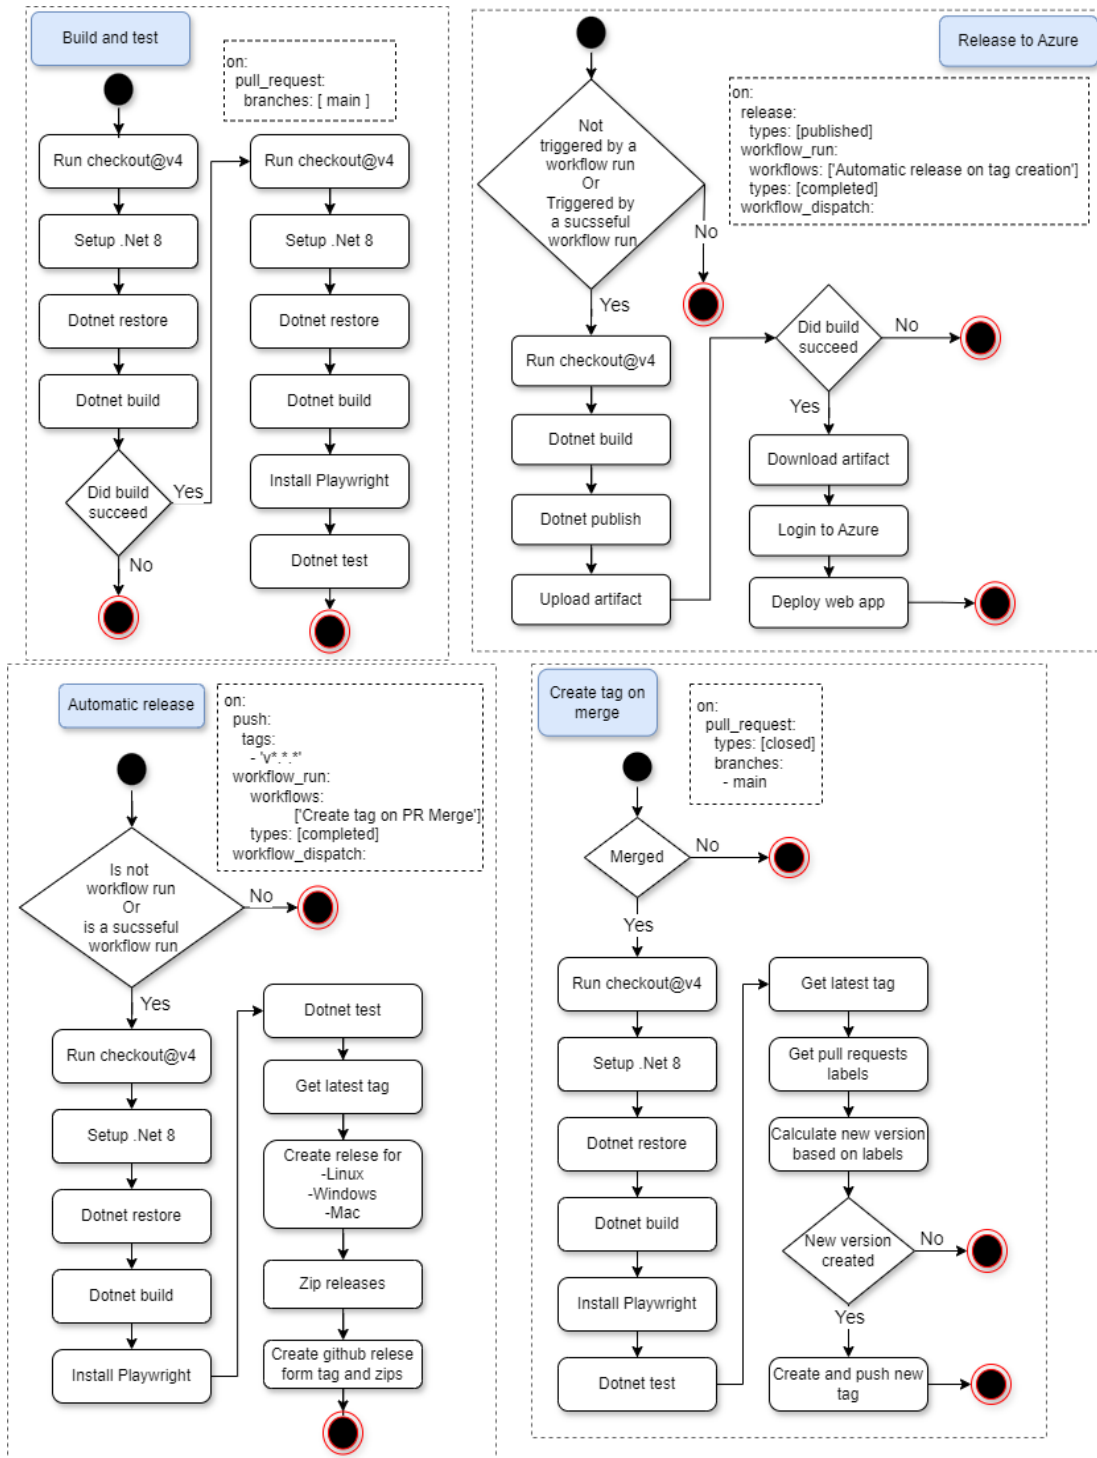 Build and test
on:
pull_request:
branches: [ main ]
Run checkout@v4
Setup .Net 8
Dotnet restore
Dotnet build
Did build
succeed
Yes
No
Run checkout@v4
Setup .Net 8
Dotnet restore
Dotnet build
Install Playwright
Dotnet test
Release to Azure
on:
release:
types: [published]
workflow_run:
workflows: ['Automatic release on tag creation']
types: [completed]
workflow_dispatch:
Not
triggered by a
workflow run
Or
Triggered by
a sucsseful
workflow run
No
Yes
Run checkout@v4
Dotnet build
Dotnet publish
Upload artifact
Did build
succeed
No
Yes
Download artifact
Login to Azure
Deploy web app
Automatic release
on:
push:
tags:
- 'v*.*.*'
workflow_run:
workflows:
['Create tag on PR Merge']
types: [completed]
workflow_dispatch:
Is not
workflow run
Or
is a sucsseful
workflow run
No
Yes
Run checkout@v4
Setup .Net 8
Dotnet restore
Dotnet build
Install Playwright
Dotnet test
Get latest tag
Create relese for
-Linux
-Windows
-Mac
Zip releases
Create github relese
form tag and zips
Create tag on
merge
on:
pull_request:
types: [closed]
branches:
- main
Merged
No
Yes
Run checkout@v4
Setup .Net 8
Dotnet restore
Dotnet build
Install Playwright
Dotnet test
Get latest tag
Get pull requests
labels
Calculate new version
based on labels
New version
created
No
Yes
Create and push new
tag